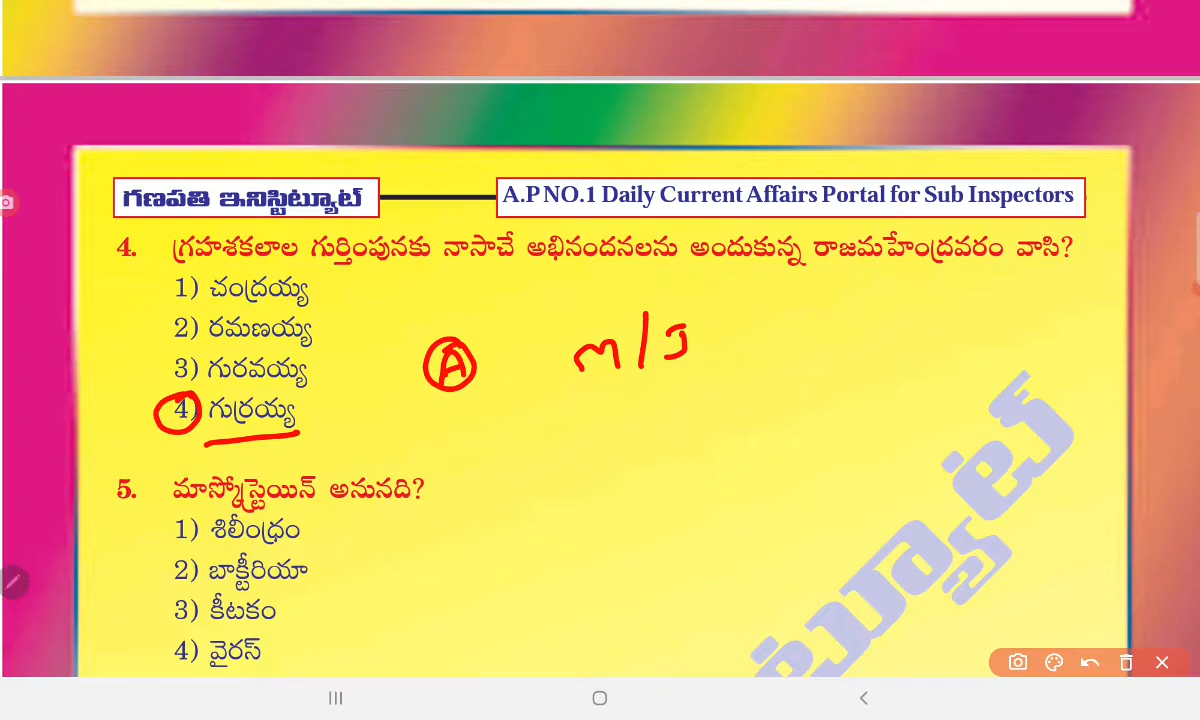 గణపతి ఇనిస్టిట్యూట్ A.P NO.1 Daily Current Affairs Portal for Sub Inspectors
4. గ్రహశకలాల గుర్తింపునకు నాసాచే అభినందనలను అందుకున్న రాజమహేంద్రవరం వాసి?
1) చంద్రయ్య
2) రమణయ్య
3) గురవయ్య
4) గుర్రయ్య
A
5. మాస్కోస్ట్రెయిన్ అనునది?
1) శిలీంధ్రం
2) బాక్టీరియా
3) కీటకం
4) వైరస్